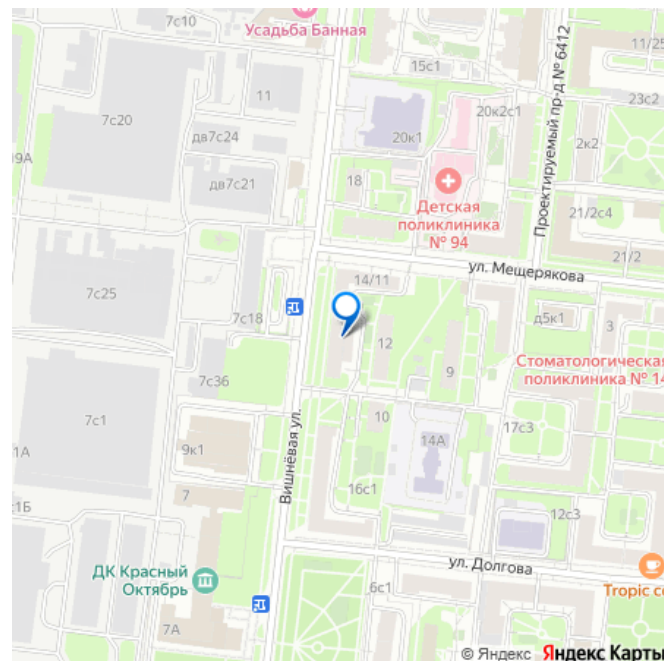 7с10
Усадьба Банная
11/25
15с1
7с20
11
23с2
20к2с1
20к1
2к2
дв7с24
Проектируемый пр-д № 6412
дв7с21
18
Детская
поликлиника
№ 94
21/2с4
21/2
ул. Мещерякова
14/11
7с25
7с18
д5к1
3
12
9
Стоматологическая
поликлиника № 14
7с36
7с1
10
17с3
14А
9к1
1А
Вишнёвая ул.
16с1
7
с1Б
12с3
ул. Долгова
ДК Красный
Октябрь
6с1
Tropic co
7А
© Яндекс Яндекс Карты